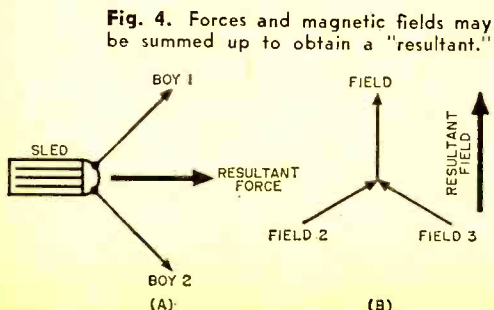 Fig. 4. Forces and magnetic fields may
be summed up to obtain a "resultant."
BOY 1
SLED
RESULTANT
FORCE
BOY 2
(A)
FIELD
RESULTANT
FIELD
FIELD 2
FIELD 3
(B)